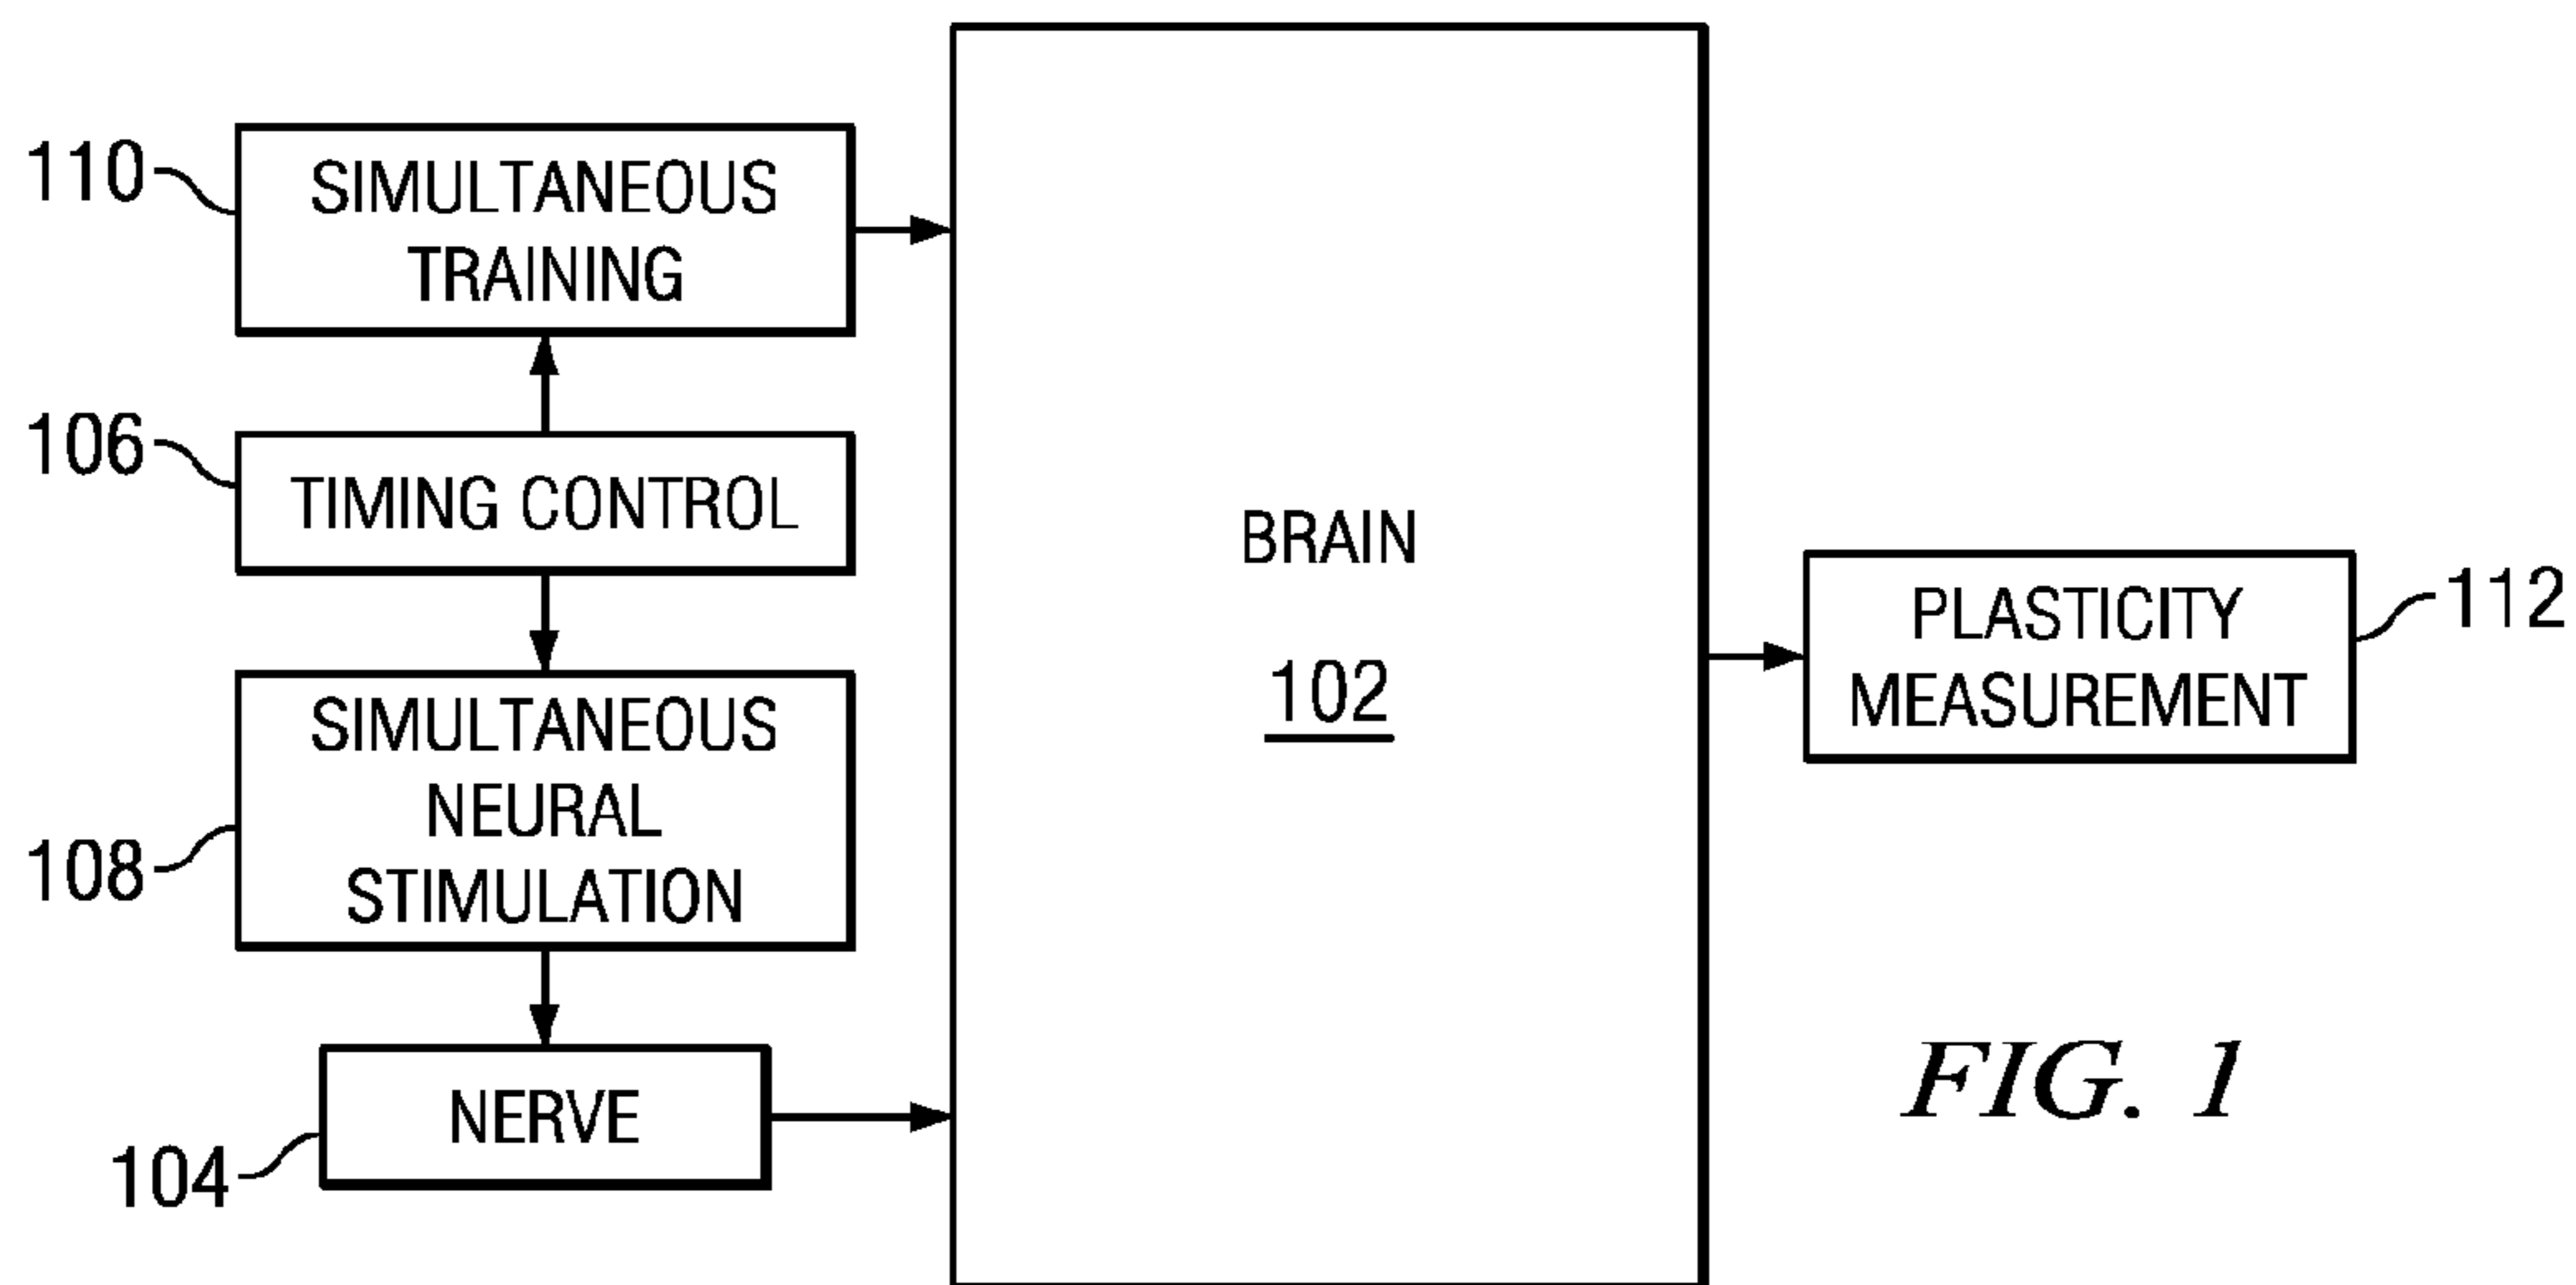 110
SIMULTANEOUS
TRAINING
106
TIMING CONTROL
108
SIMULTANEOUS
NEURAL
STIMULATION
104
NERVE
BRAIN
102
PLASTICITY
MEASUREMENT
112
FIG. 1